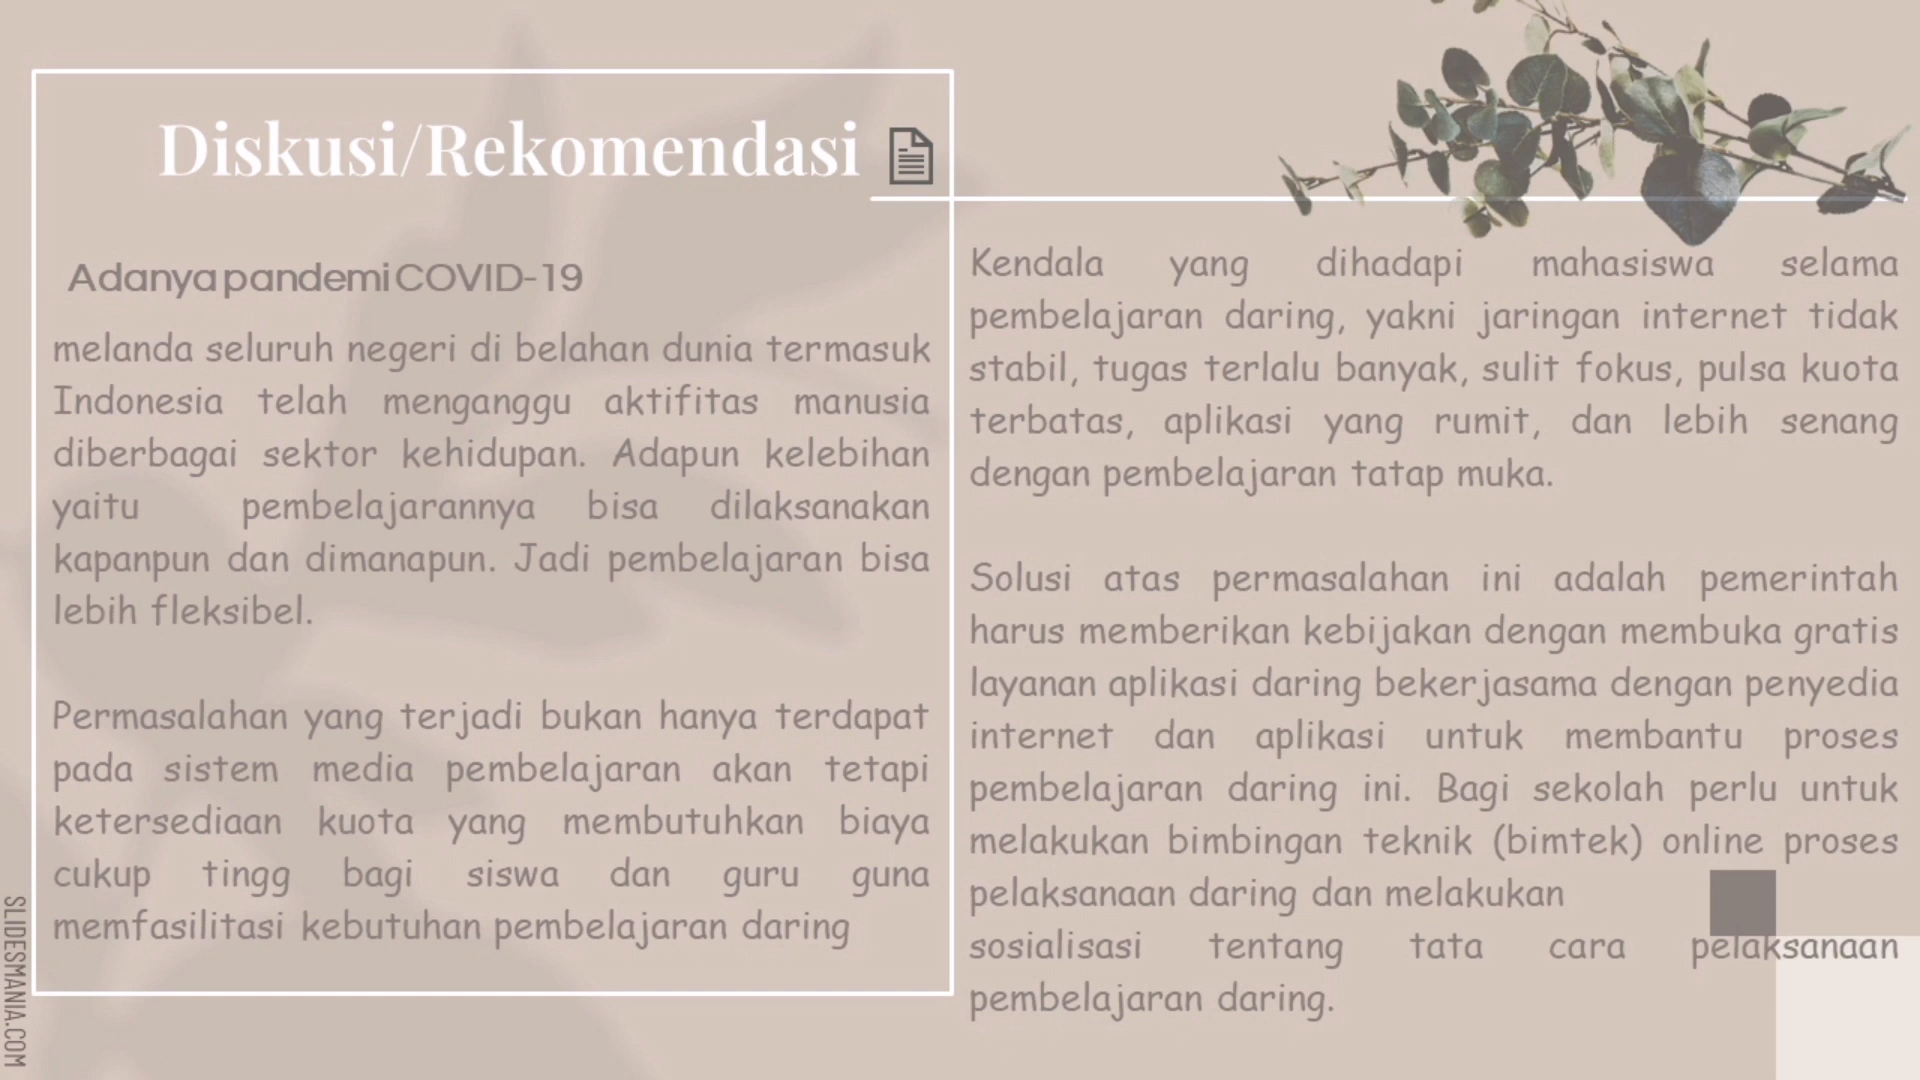 Diskusi/Rekomendasi
Adanya pandemi COVID-19
melanda seluruh negeri di belahan dunia termasuk
Indonesia telah menganggu aktifitas manusia
diberbagai sektor kehidupan. Adapun kelebihan
yaitu pembelajarannya bisa dilaksanakan
kapanpun dan dimanapun. Jadi pembelajaran bisa
lebih fleksibel.
Permasalahan yang terjadi bukan hanya terdapat
pada sistem media pembelajaran akan tetapi
ketersediaan kuota yang membutuhkan biaya
cukup tingg bagi siswa dan guru guna
memfasilitasi kebutuhan pembelajaran daring
Kendala yang dihadapi mahasiswa selama
pembelajaran daring, yakni jaringan internet tidak
stabil, tugas terlalu banyak, sulit fokus, pulsa kuota
terbatas, aplikasi yang rumit, dan lebih senang
dengan pembelajaran tatap muka.
Solusi atas permasalahan ini adalah pemerintah
harus memberikan kebijakan dengan membuka gratis
layanan aplikasi daring bekerjasama dengan penyedia
internet dan aplikasi untuk membantu proses
pembelajaran daring ini. Bagi sekolah perlu untuk
melakukan bimbingan teknik (bimtek) online proses
pelaksanaan daring dan melakukan
sosialisasi tentang tata cara pelaksanaan
pembelajaran daring.
SLIDESMANIA.COM